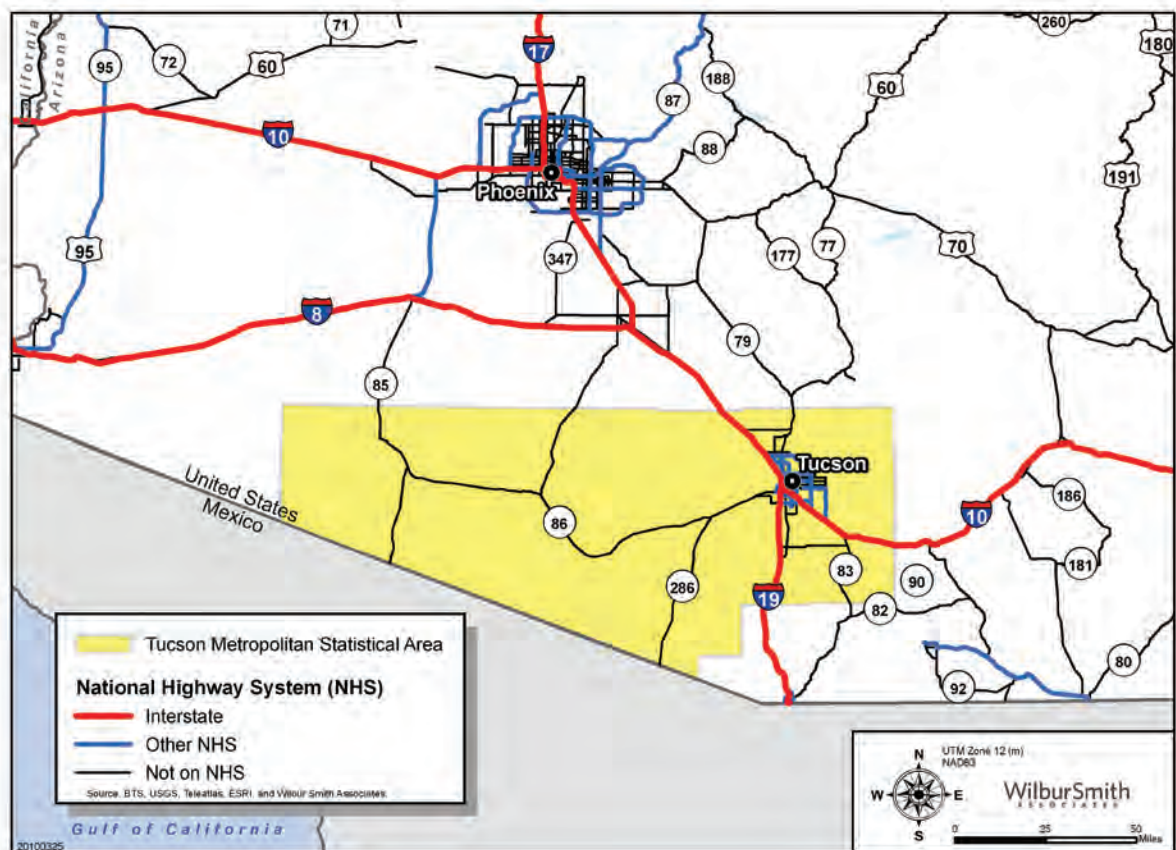 71
260
180
California
Arizona
95
72
60
17
188
87
60
10
88
191
Phoenix
95
347
177
77
70
8
79
85
Tucson
United States
Mexico
86
10
186
286
83
90
181
19
82
80
92
Tucson Metropolitan Statistical Area
National Highway System (NHS)
Interstate
Other NHS
Not on NHS
Source: BTS, USGS, Teleatlas, ESRI, and Wilbur Smith Associates.
Gulf of California
20100325
UTM Zone 12 (m)
NAD83
N
W E
S
WilburSmith
ASSOCIATES
0 25 50
Miles